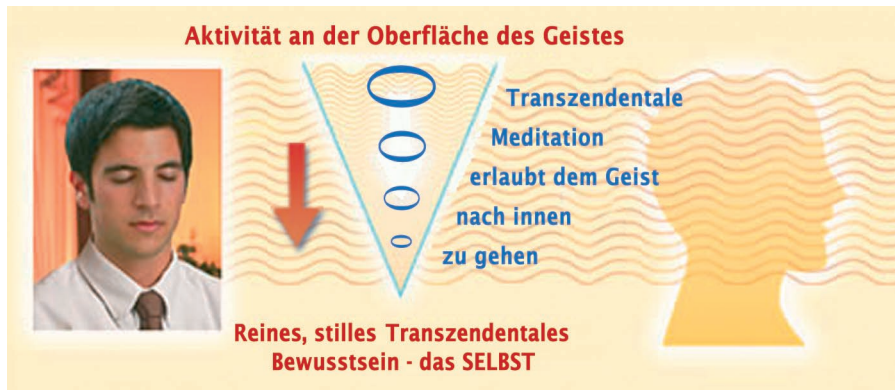 Aktivität an der Oberfläche des Geistes
Transzendentale
Meditation
erlaubt dem Geist
nach innen
zu gehen
Reines, stilles Transzendentales
Bewusstsein - das SELBST